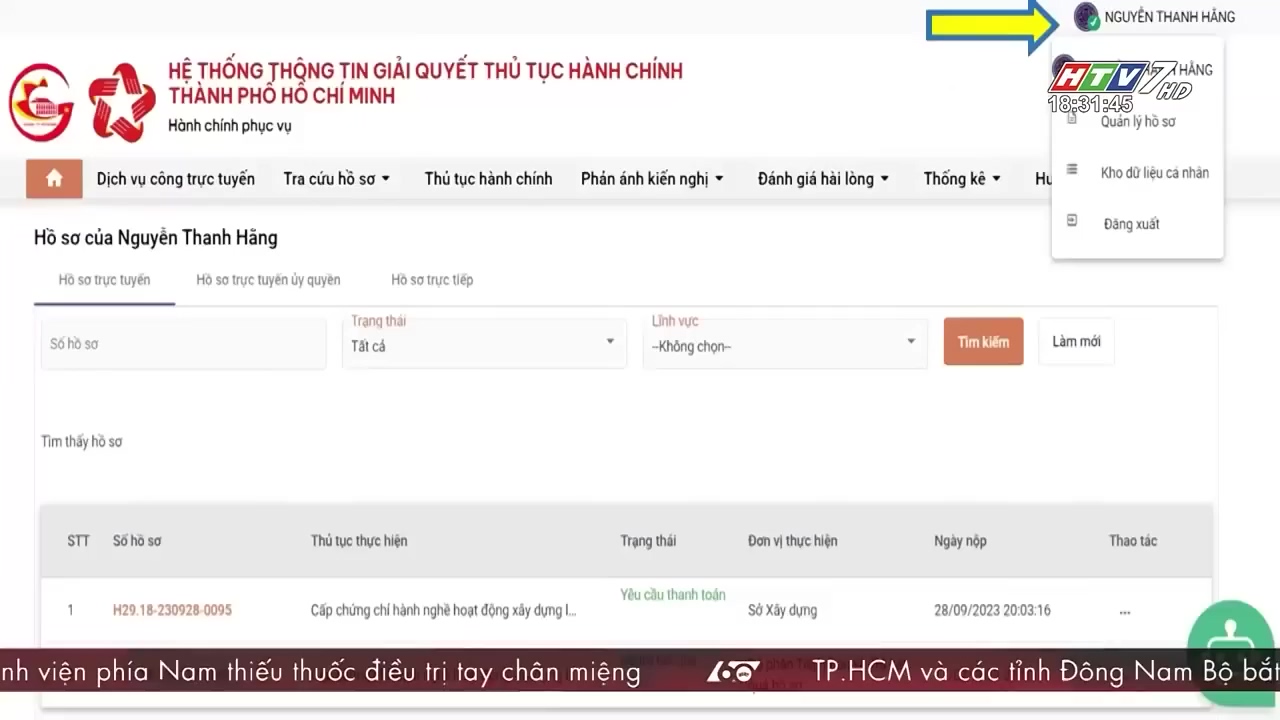 NGUYỄN THANH HẰNG
HẰNG
HTV7 HD
18:31:45
Quản lý hồ sơ
Kho dữ liệu cá nhân
Đăng xuất
HỆ THỐNG THÔNG TIN GIẢI QUYẾT THỦ TỤC HÀNH CHÍNH
THÀNH PHỐ HỒ CHÍ MINH
Hành chính phục vụ
Dịch vụ công trực tuyến Tra cứu hồ sơ Thủ tục hành chính Phản ánh kiến nghị Đánh giá hài lòng Thống kê Hư
Hồ sơ của Nguyễn Thanh Hằng
Hồ sơ trực tuyến Hồ sơ trực tuyến ủy quyền Hồ sơ trực tiếp
Trạng thái Lĩnh vực
Số hồ sơ Tất cả --Không chọn-- Tìm kiếm Làm mới
Tìm thấy hồ sơ
STT Số hồ sơ Thủ tục thực hiện Trạng thái Đơn vị thực hiện Ngày nộp Thao tác
Yêu cầu thanh toán
1 H29.18-230928-0095 Cấp chứng chỉ hành nghề hoạt động xây dựng l... Sở Xây dựng 28/09/2023 20:03:16 ...
nh viện phía Nam thiếu thuốc điều trị tay chân miệng 60 giây TP.HCM và các tỉnh Đông Nam Bộ bắt